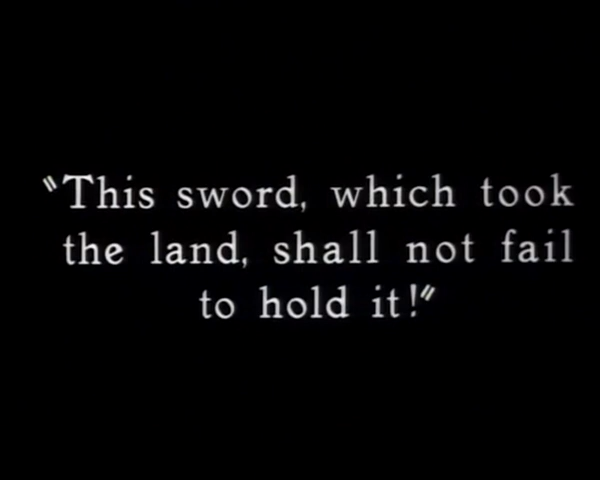 "This sword, which took
the land, shall not fail
to hold it!"